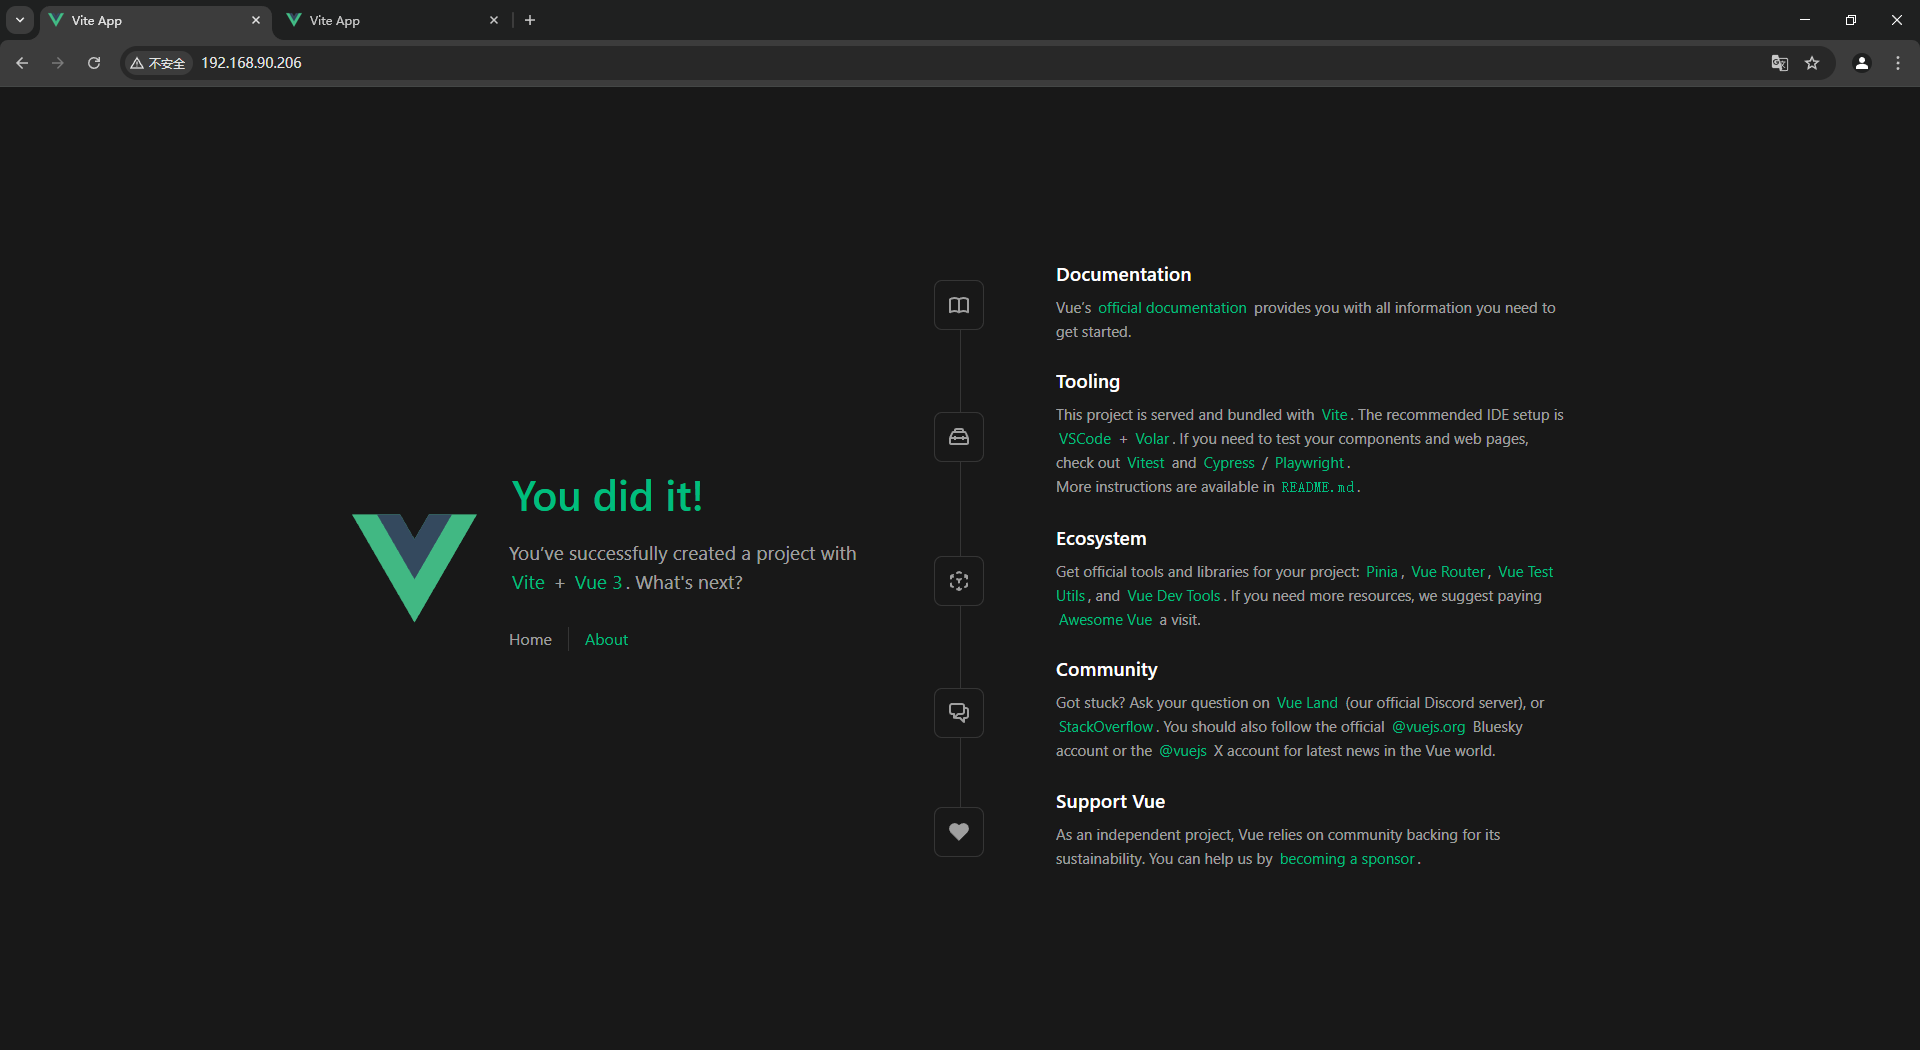 Vite App
Vite App
不安全
192.168.90.206
You did it!
You’ve successfully created a project with
Vite + Vue 3. What's next?
Home
About
Documentation
Vue’s official documentation provides you with all information you need to
get started.
Tooling
This project is served and bundled with Vite. The recommended IDE setup is
VSCode + Volar. If you need to test your components and web pages,
check out Vitest and Cypress / Playwright.
More instructions are available in README.md.
Ecosystem
Get official tools and libraries for your project: Pinia, Vue Router, Vue Test
Utils, and Vue Dev Tools. If you need more resources, we suggest paying
Awesome Vue a visit.
Community
Got stuck? Ask your question on Vue Land (our official Discord server), or
StackOverflow. You should also follow the official @vuejs.org Bluesky
account or the @vuejs X account for latest news in the Vue world.
Support Vue
As an independent project, Vue relies on community backing for its
sustainability. You can help us by becoming a sponsor.